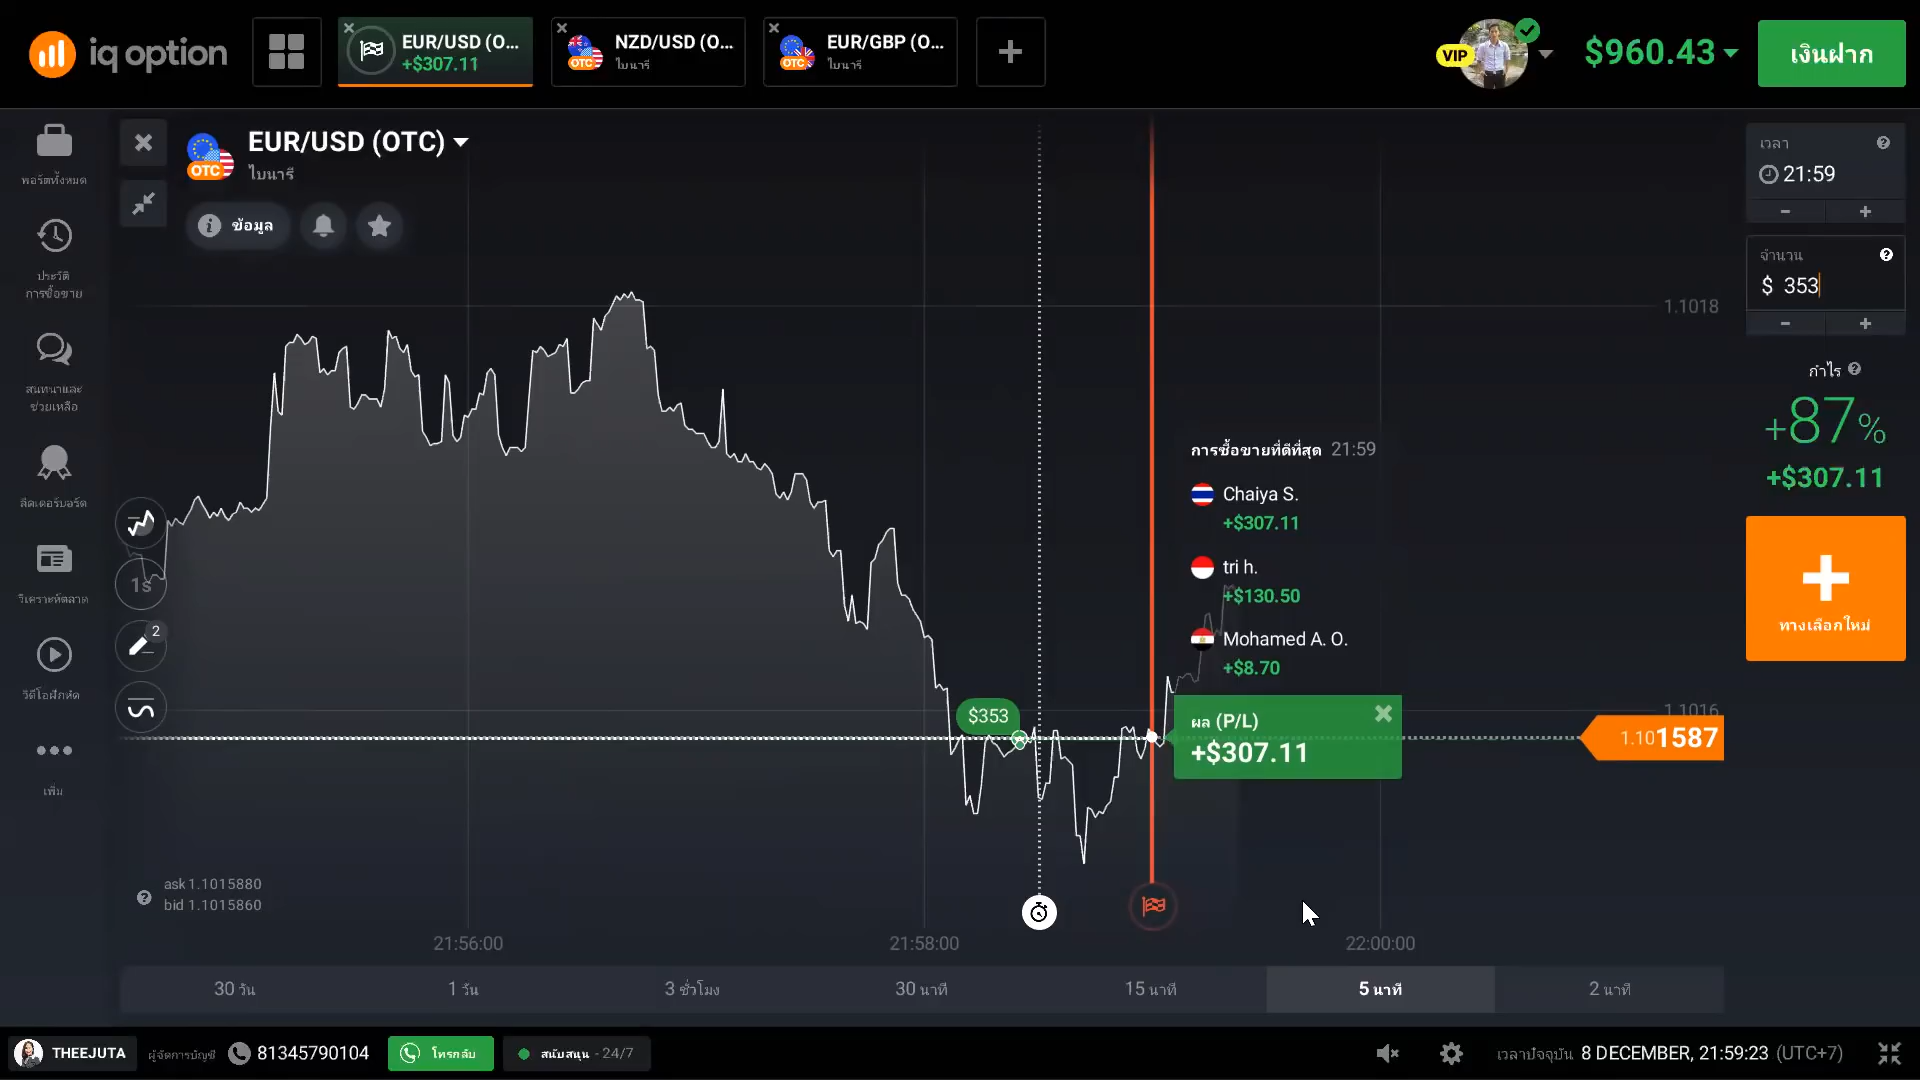 iq option
EUR/USD (O...
+$307.11
NZD/USD (O...
ไบนารี
EUR/GBP (O...
ไบนารี
VIP
$960.43
เงินฝาก
OTC
OTC
พอร์ตทั้งหมด
ประวัติ
การซื้อขาย
สนทนาและ
ช่วยเหลือ
ลีดเดอร์บอร์ด
วิเคราะห์ตลาด
วิดีโอฝึกหัด
เพิ่ม
OTC
EUR/USD (OTC)
ไบนารี
ข้อมูล
1s
2
1.1018
1.1016
การซื้อขายที่ดีที่สุด 21:59
Chaiya S.
+$307.11
tri h.
+$130.50
Mohamed A. O.
+$8.70
$353
ผล (P/L)
+$307.11
1.101587
ask 1.1015880
bid 1.1015860
21:56:00
21:58:00
22:00:00
30 วัน
1 วัน
3 ชั่วโมง
30 นาที
15 นาที
5 นาที
2 นาที
เวลา
21:59
จำนวน
$ 353
กำไร
+87%
+$307.11
ทางเลือกใหม่
THEEJUTA
ผู้จัดการบัญชี
81345790104
โทรกลับ
สนับสนุน - 24/7
เวลาปัจจุบัน 8 DECEMBER, 21:59:23 (UTC+7)